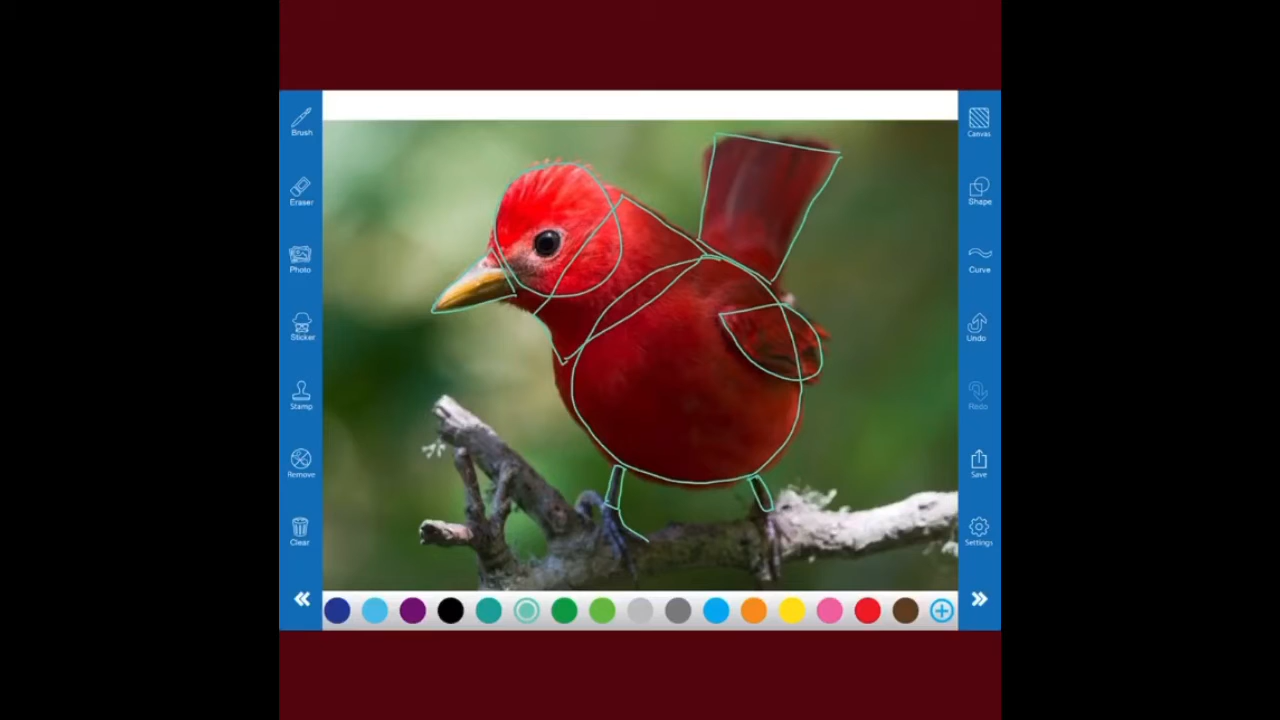 Brush
Eraser
Photo
Sticker
Stamp
Remove
Clear
Canvas
Shape
Curve
Undo
Redo
Save
Settings